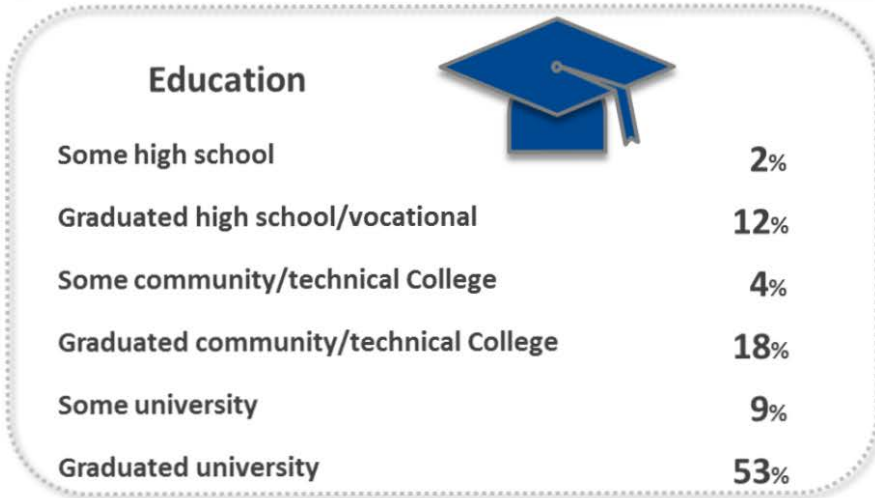 Education
Some high school 2%
Graduated high school/vocational 12%
Some community/technical College 4%
Graduated community/technical College 18%
Some university 9%
Graduated university 53%